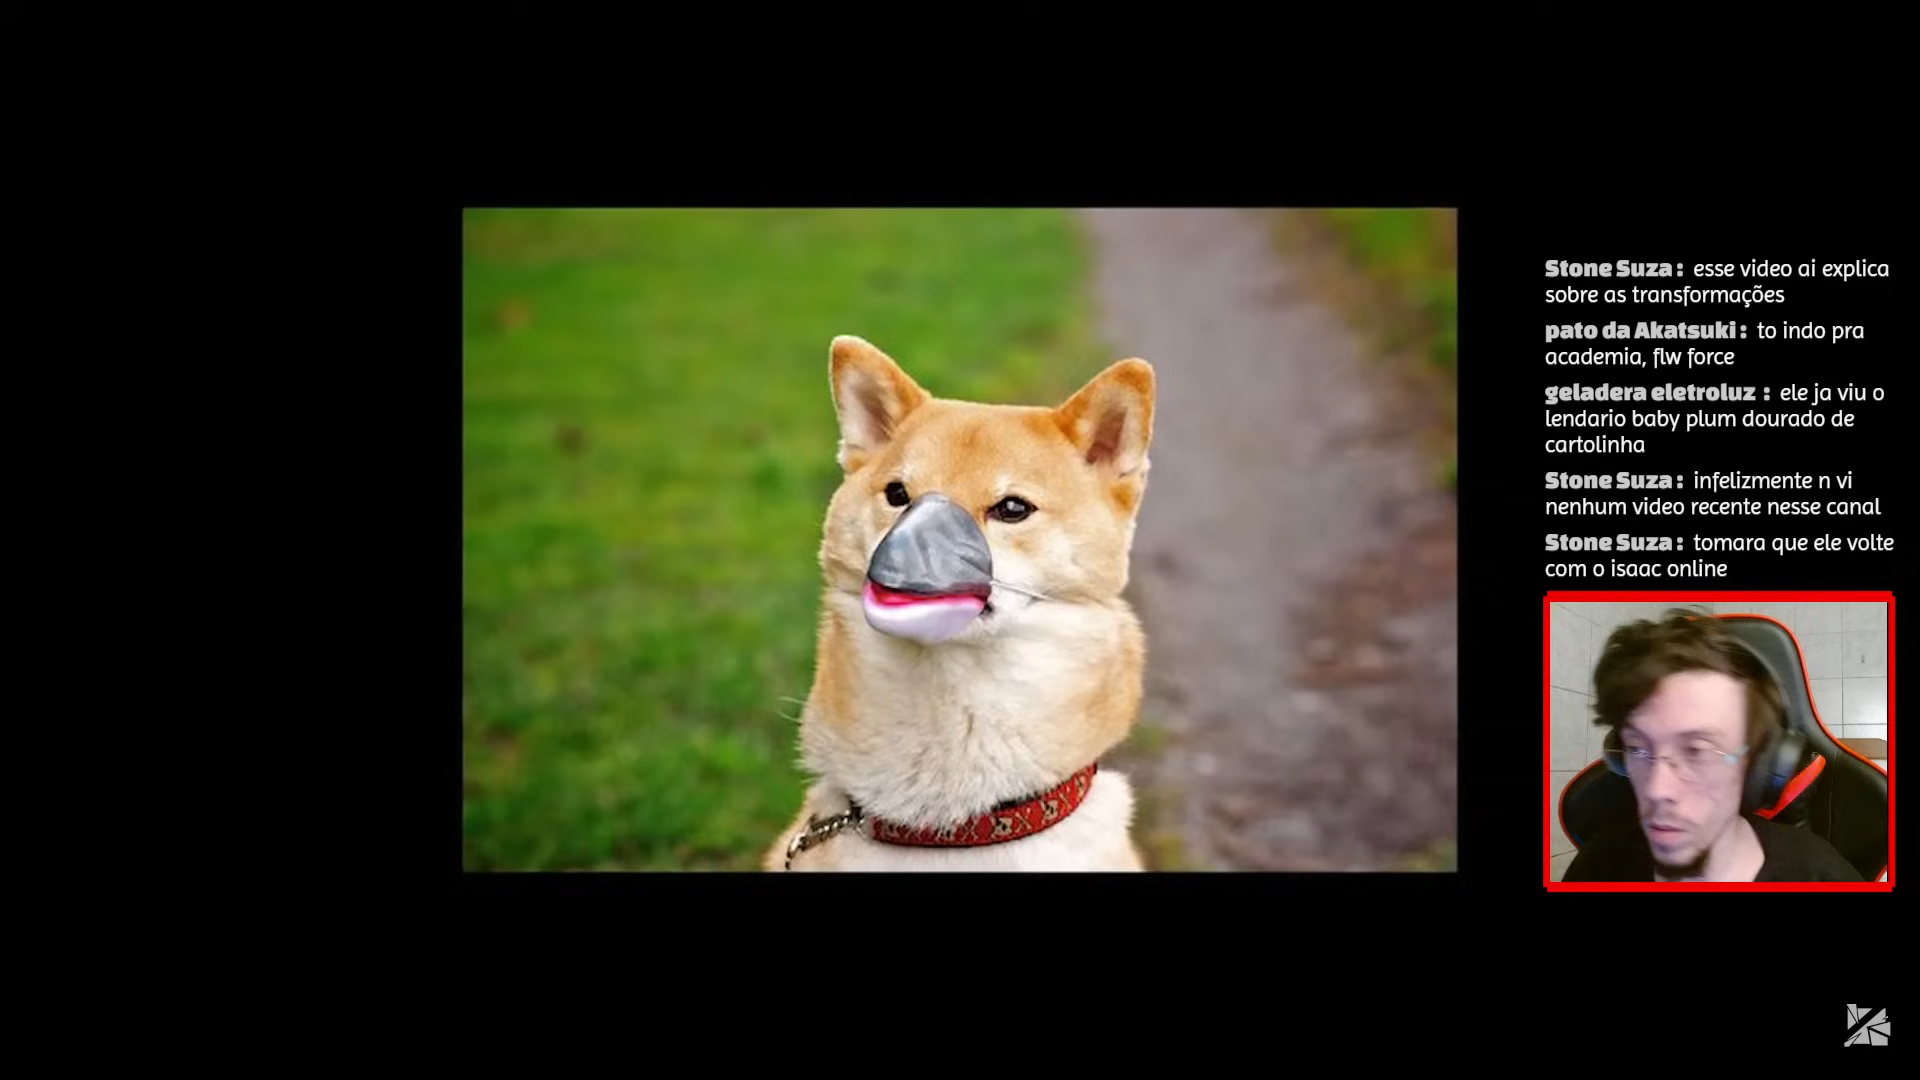 Stone Suza : esse video ai explica
sobre as transformações
pato da Akatsuki : to indo pra
academia, flw force
geladera eletroluz : ele ja viu o
lendario baby plum dourado de
cartolinha
Stone Suza : infelizmente n vi
nenhum video recente nesse canal
Stone Suza : tomara que ele volte
com o isaac online